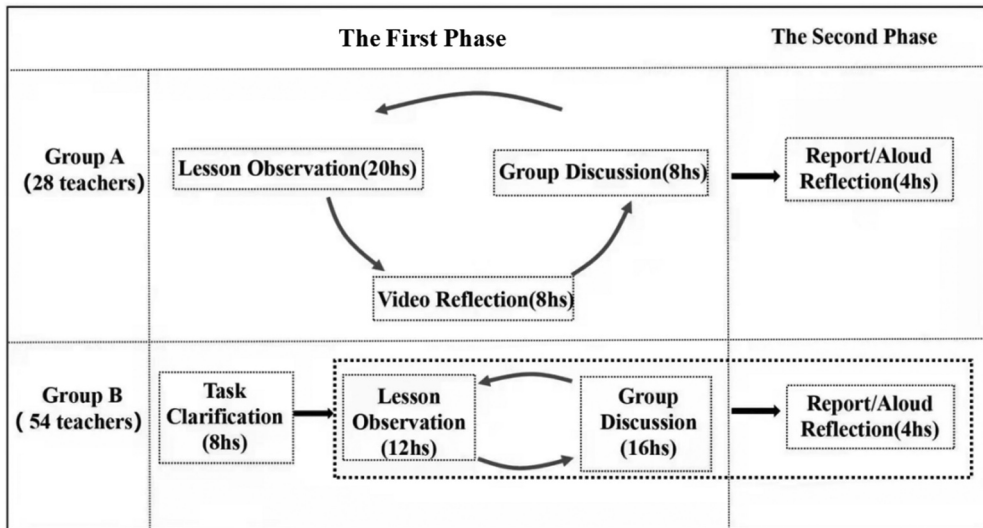 The First Phase
The Second Phase
Group A
(28 teachers)
Lesson Observation(20hs)
Group Discussion(8hs)
Video Reflection(8hs)
Report/Aloud
Reflection(4hs)
Group B
( 54 teachers)
Task
Clarification
(8hs)
Lesson
Observation
(12hs)
Group
Discussion
(16hs)
Report/Aloud
Reflection(4hs)